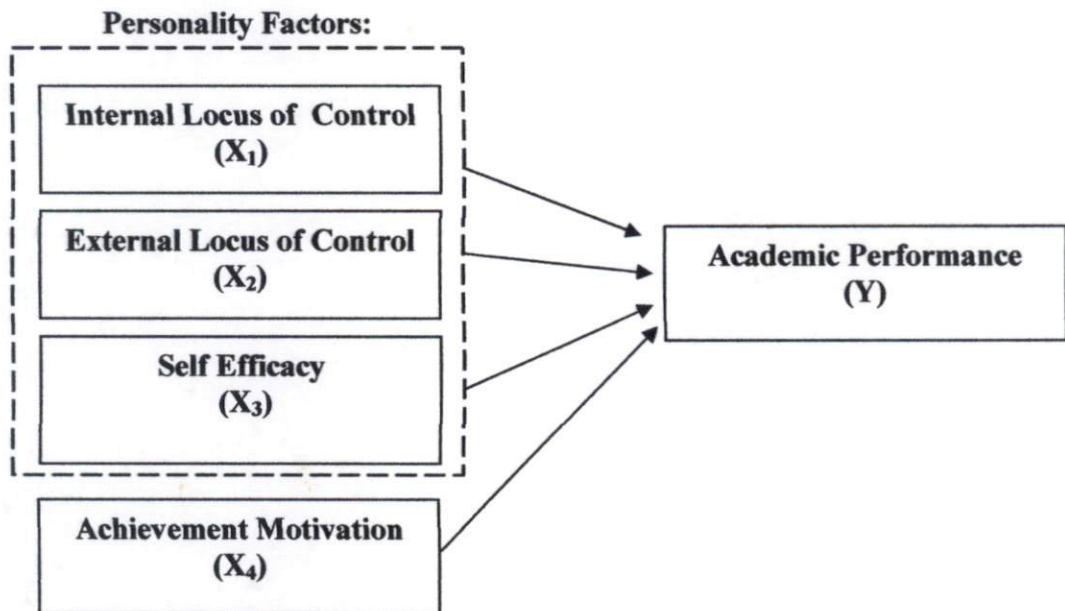 Personality Factors:
Internal Locus of Control
(X₁)
External Locus of Control
(X₂)
Self Efficacy
(X₃)
Achievement Motivation
(X₄)
Academic Performance
(Y)